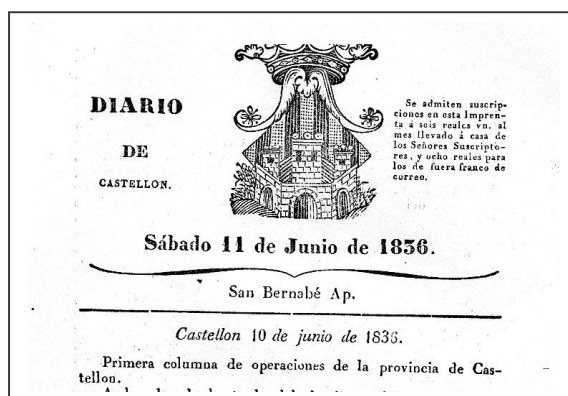 DIARIO
DE
CASTELLON.
Se admiten suscrip-
ciones en esta Impren-
ta á seis reales vn. al
mes llevado á casa de
los Señores Suscripto-
res, y ocho reales para
los de fuera franco de
correo.
Sábado 11 de Junio de 1836.
San Bernabé Ap.
Castellon 10 de junio de 1836.
Primera columna de operaciones de la provincia de Cas-
tellon.